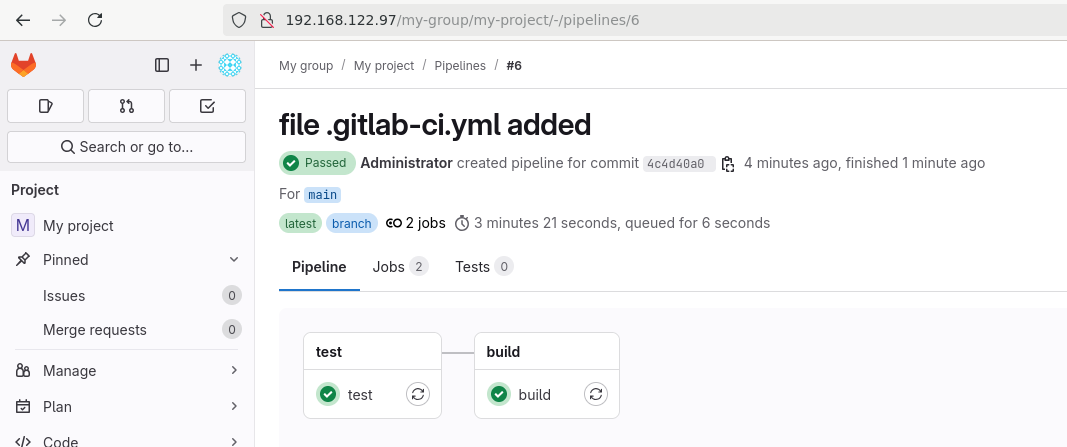 192.168.122.97/my-group/my-project/-/pipelines/6
My group / My project / Pipelines / #6
file .gitlab-ci.yml added
Passed Administrator created pipeline for commit 4c4d40a0 4 minutes ago, finished 1 minute ago
For main
latest branch 2 jobs 3 minutes 21 seconds, queued for 6 seconds
Pipeline Jobs 2 Tests 0
test build
test build
Search or go to...
Project
M My project
Pinned
Issues 0
Merge requests 0
Manage
Plan
Code